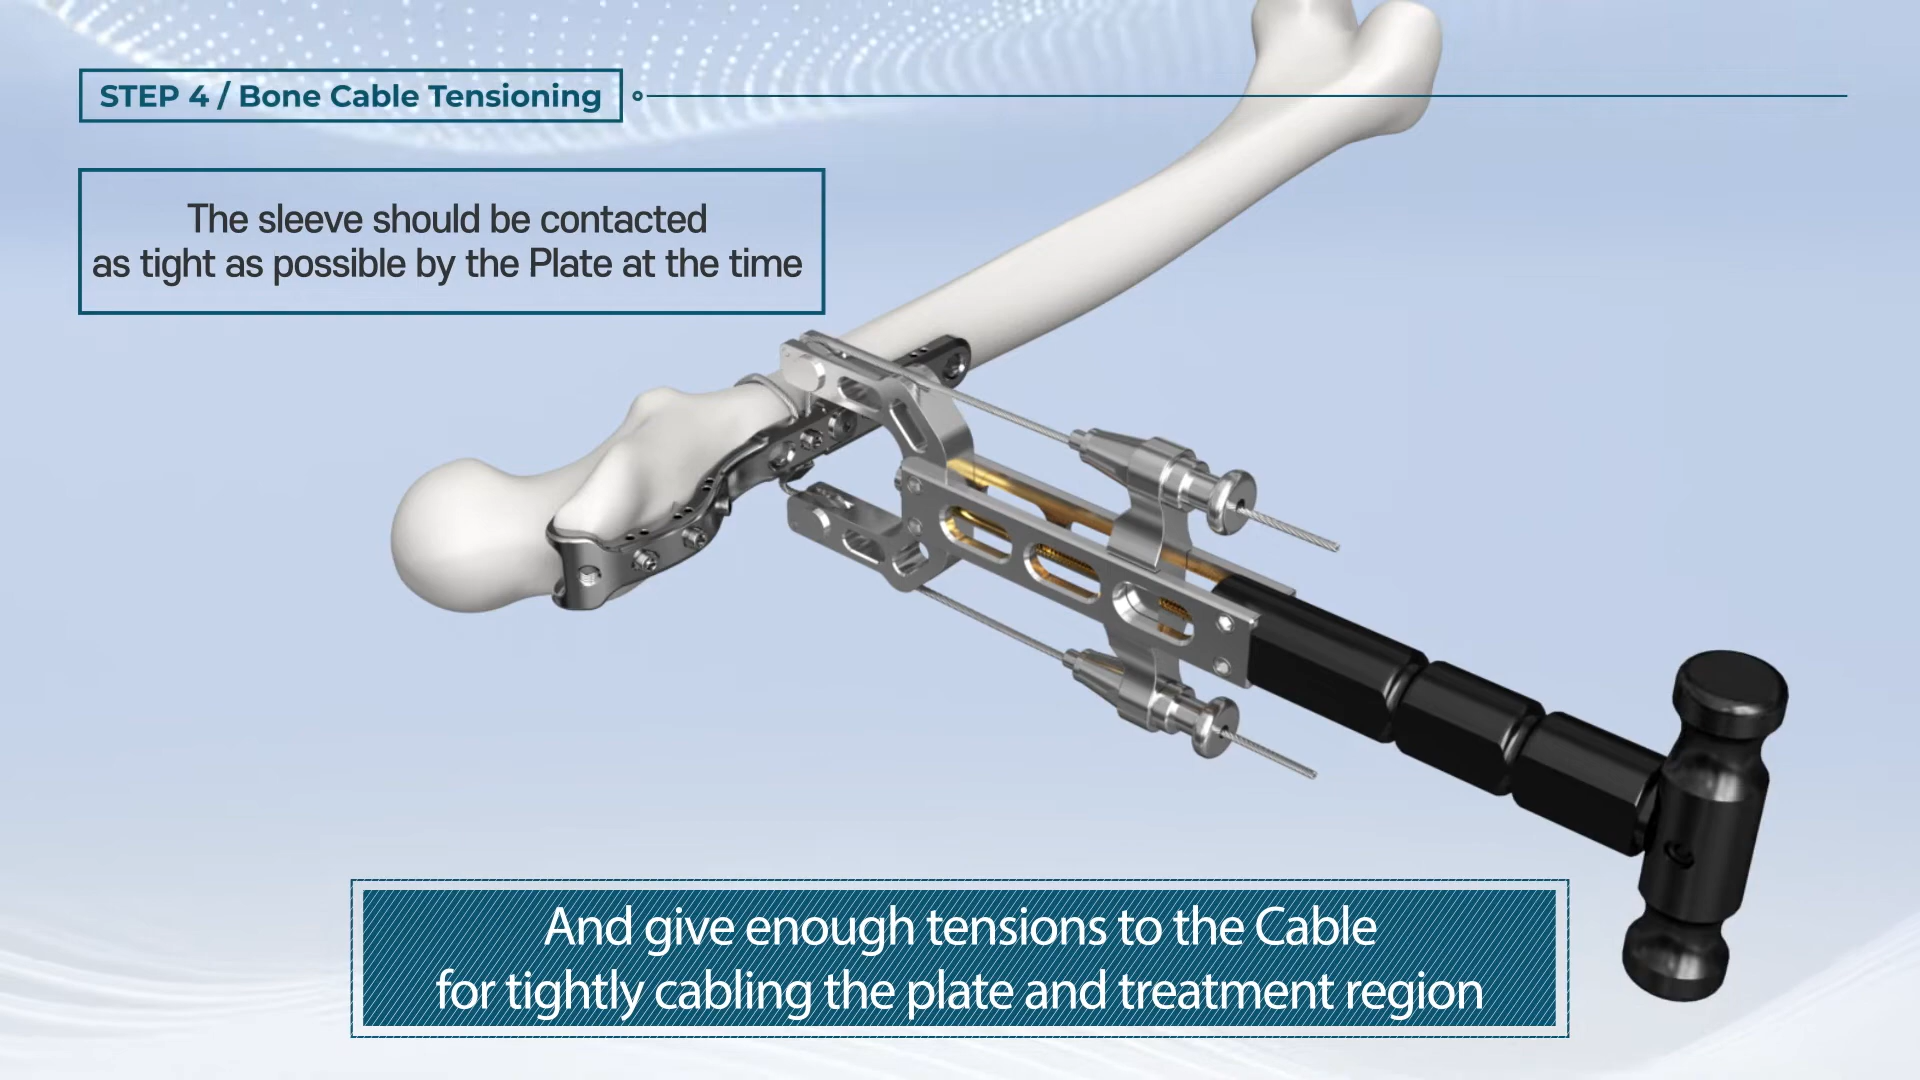 STEP 4 / Bone Cable Tensioning
The sleeve should be contacted
as tight as possible by the Plate at the time
And give enough tensions to the Cable
for tightly cabling the plate and treatment region